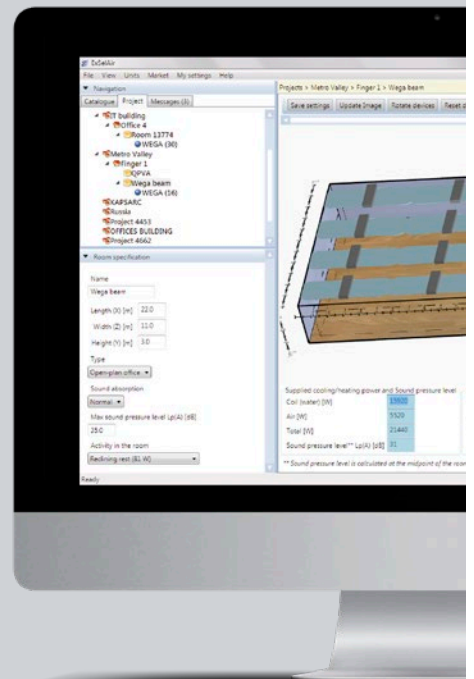 ExSelAir
File View Units Market My settings Help
Navigation
Catalogue Project Messages (3)
IT building
Office 4
Room 13774
WEGA (30)
Metro Valley
Finger 1
QPVA
Wega beam
WEGA (16)
KAPSARC
Russia
Project 4453
OFFICES BUILDING
Project 4662
Room specification
Name
Wega beam
Length (X) [m] 22.0
Width (Z) [m] 11.0
Height (Y) [m] 3.0
Type
Open-plan office
Sound absorption
Normal
Max sound pressure level Lp(A) [dB]
25.0
Activity in the room
Reclining rest (81 W)
Ready
Projects > Metro Valley > Finger 1 > Wega beam
Save settings Update Image Rotate devices Reset
Supplied cooling/heating power and Sound pressure level
Coil (water) [W] 15920
Air [W] 5520
Total [W] 21440
Sound pressure level** Lp(A) [dB] 31
** Sound pressure level is calculated at the midpoint of the room